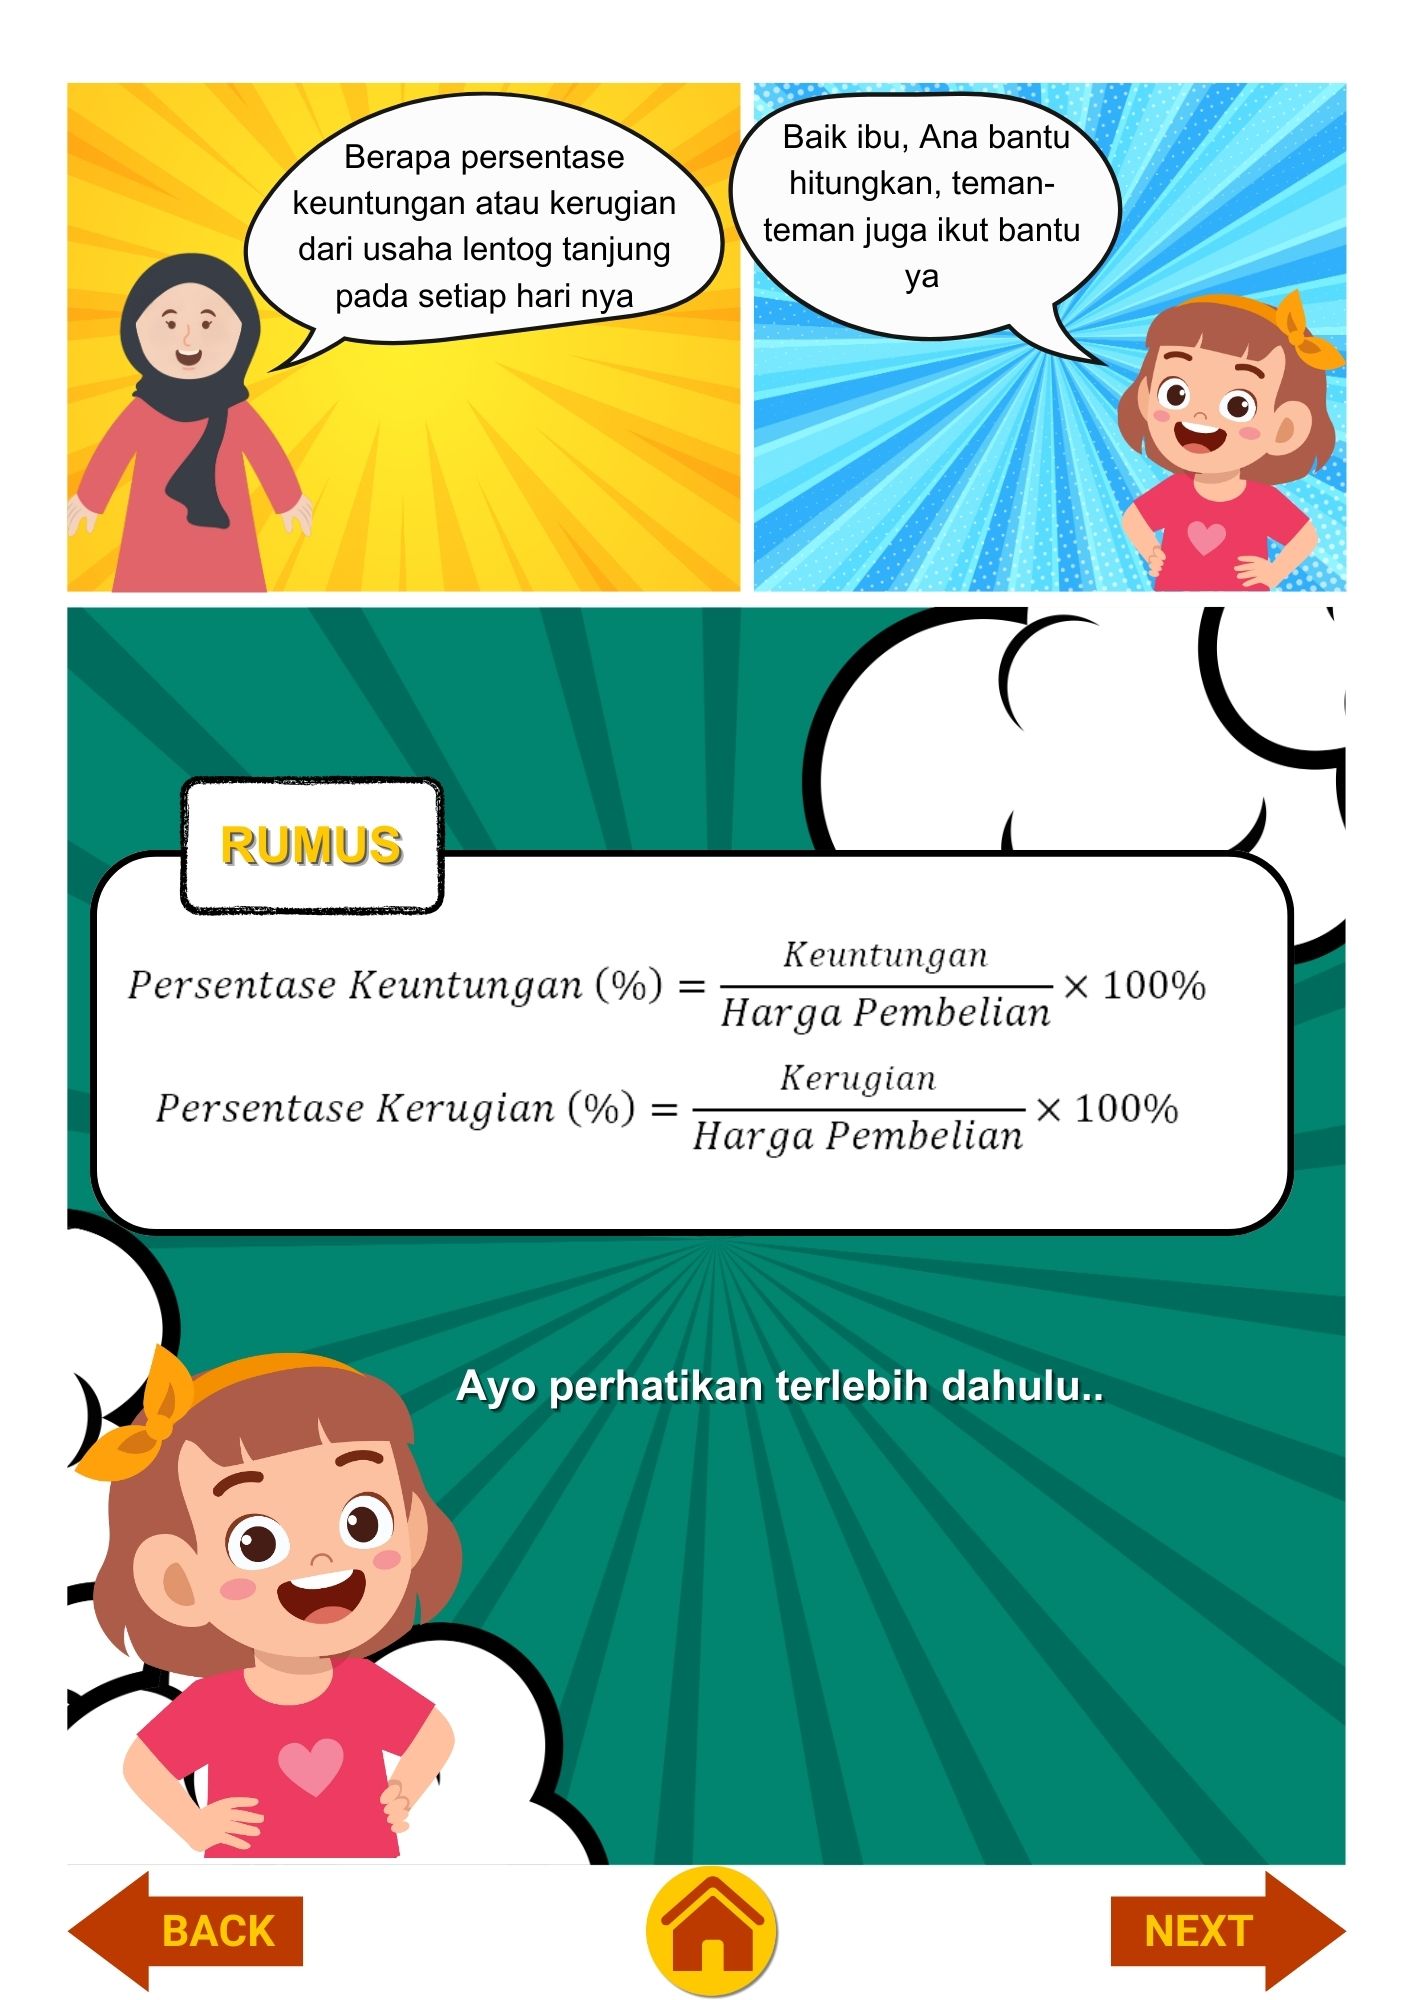 Berapa persentase
keuntungan atau kerugian
dari usaha lentog tanjung
pada setiap hari nya
Baik ibu, Ana bantu
hitungkan, teman-
teman juga ikut bantu
ya
RUMUS
Persentase Keuntungan (%) = Keuntungan / Harga Pembelian × 100%
Persentase Kerugian (%) = Kerugian / Harga Pembelian × 100%
Ayo perhatikan terlebih dahulu..
BACK
NEXT